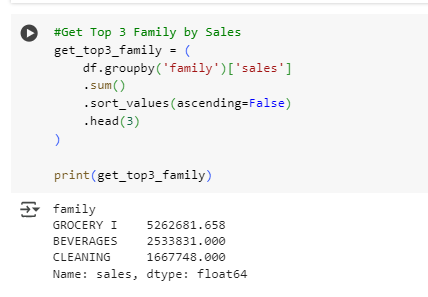 #Get Top 3 Family by Sales
get_top3_family = (
    df.groupby('family')['sales']
    .sum()
    .sort_values(ascending=False)
    .head(3)
)
print(get_top3_family)
family
GROCERY I    5262681.658
BEVERAGES    2533831.000
CLEANING     1667748.000
Name: sales, dtype: float64